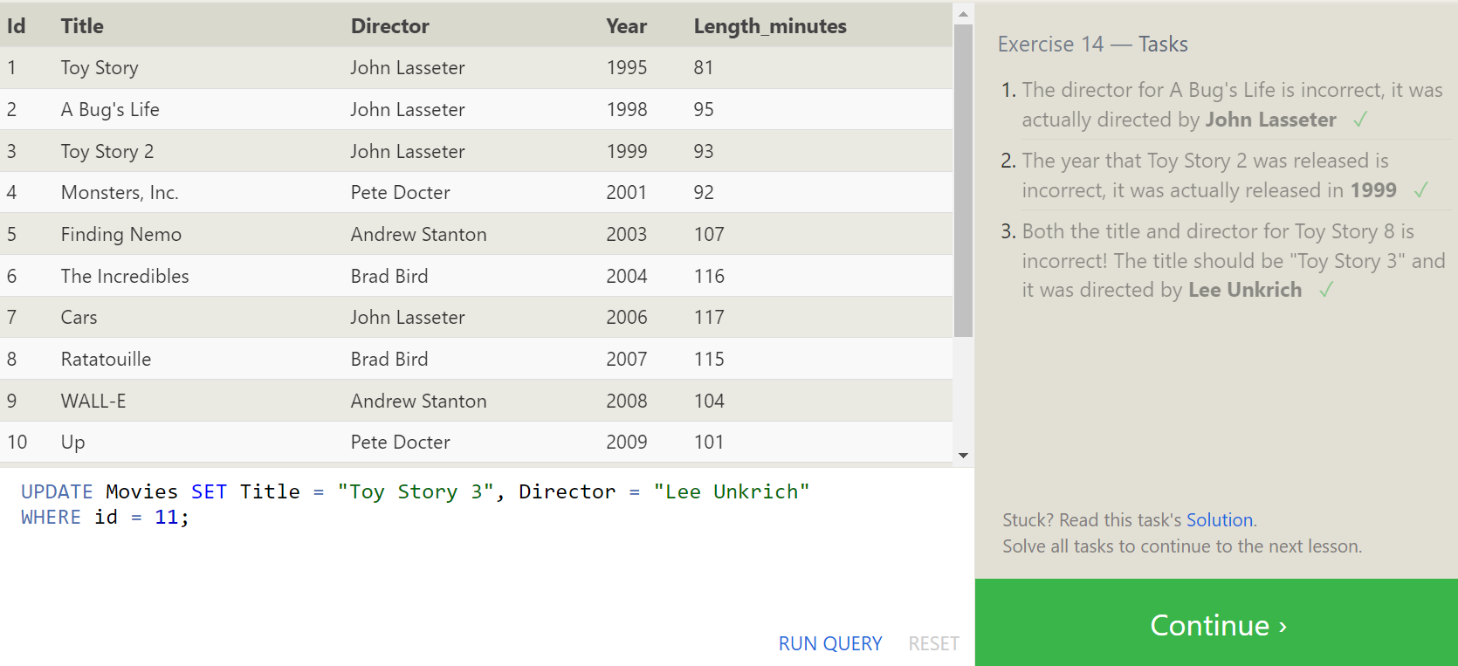 Id Title Director Year Length_minutes
1 Toy Story John Lasseter 1995 81
2 A Bug's Life John Lasseter 1998 95
3 Toy Story 2 John Lasseter 1999 93
4 Monsters, Inc. Pete Docter 2001 92
5 Finding Nemo Andrew Stanton 2003 107
6 The Incredibles Brad Bird 2004 116
7 Cars John Lasseter 2006 117
8 Ratatouille Brad Bird 2007 115
9 WALL-E Andrew Stanton 2008 104
10 Up Pete Docter 2009 101
UPDATE Movies SET Title = "Toy Story 3", Director = "Lee Unkrich"
WHERE id = 11;
RUN QUERY RESET
Exercise 14 — Tasks
1. The director for A Bug's Life is incorrect, it was
actually directed by John Lasseter ✓
2. The year that Toy Story 2 was released is
incorrect, it was actually released in 1999 ✓
3. Both the title and director for Toy Story 8 is
incorrect! The title should be "Toy Story 3" and
it was directed by Lee Unkrich ✓
Stuck? Read this task's Solution.
Solve all tasks to continue to the next lesson.
Continue ›